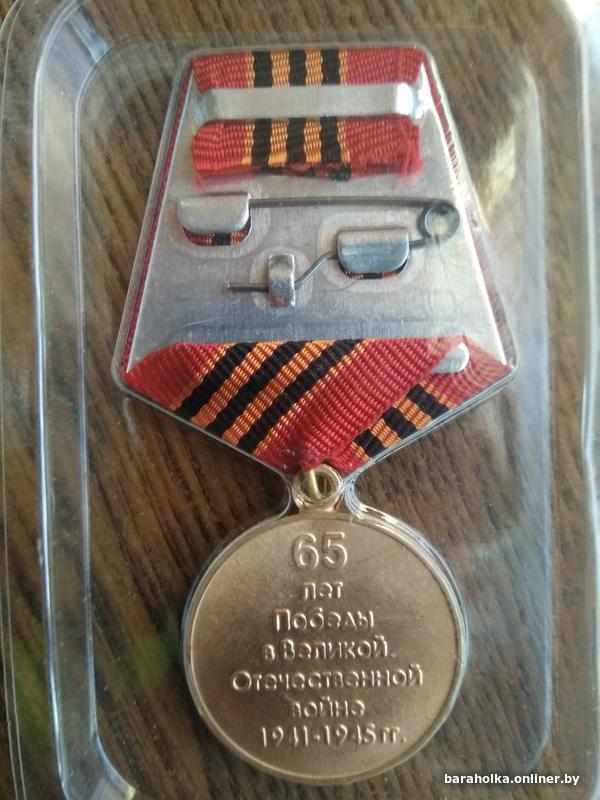 65
лет
Победы
в Великой
Отечественной
войне
1941-1945 гг.
baraholka.onliner.by